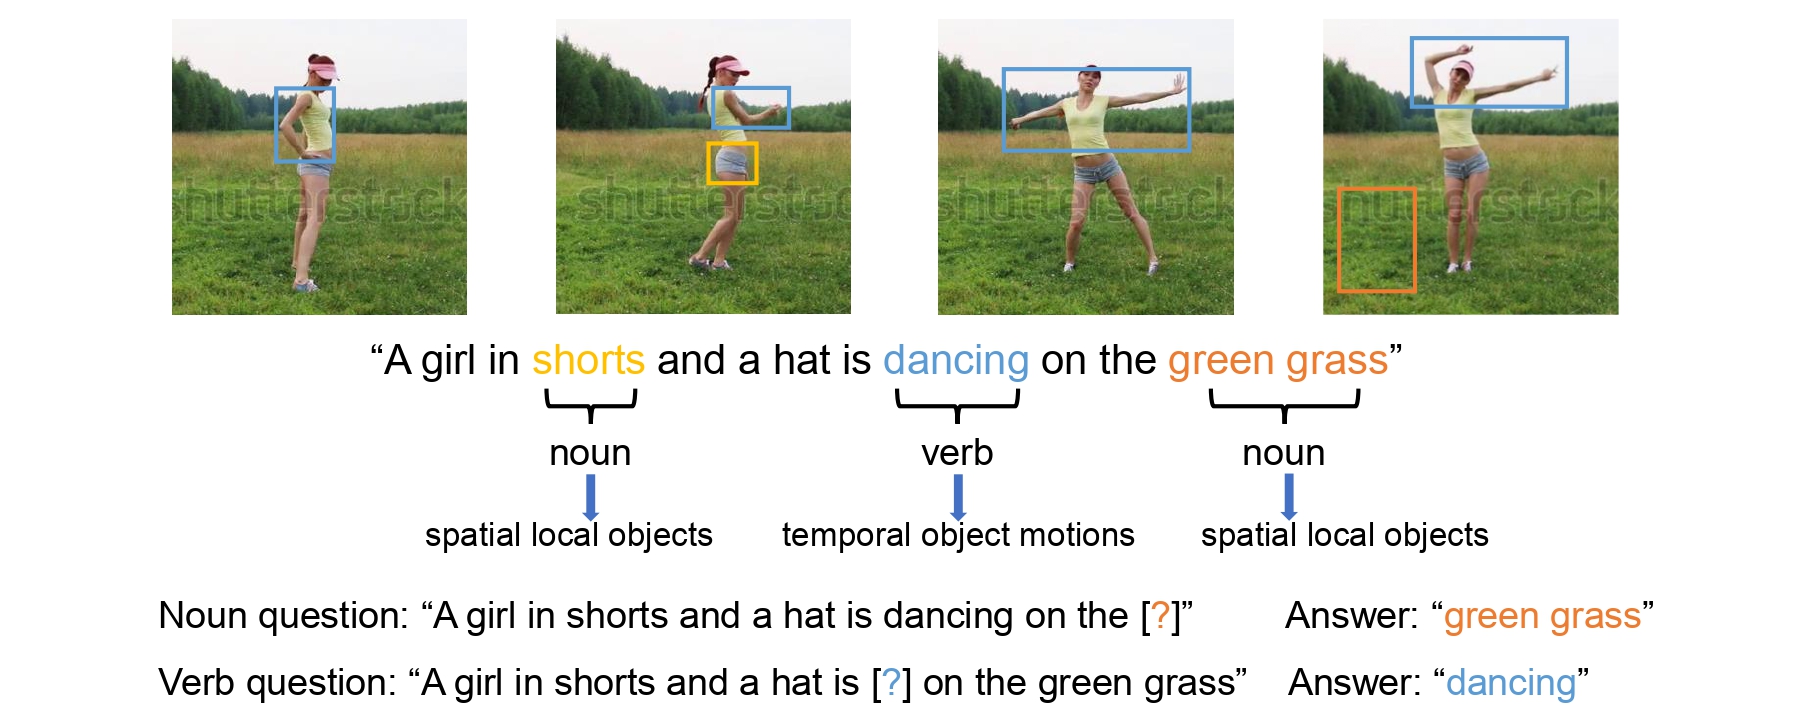 shutterstock shutterstock shutterstock shutterstock
“A girl in shorts and a hat is dancing on the green grass”
noun verb noun
spatial local objects temporal object motions spatial local objects
Noun question: “A girl in shorts and a hat is dancing on the [?]” Answer: “green grass”
Verb question: “A girl in shorts and a hat is [?] on the green grass” Answer: “dancing”